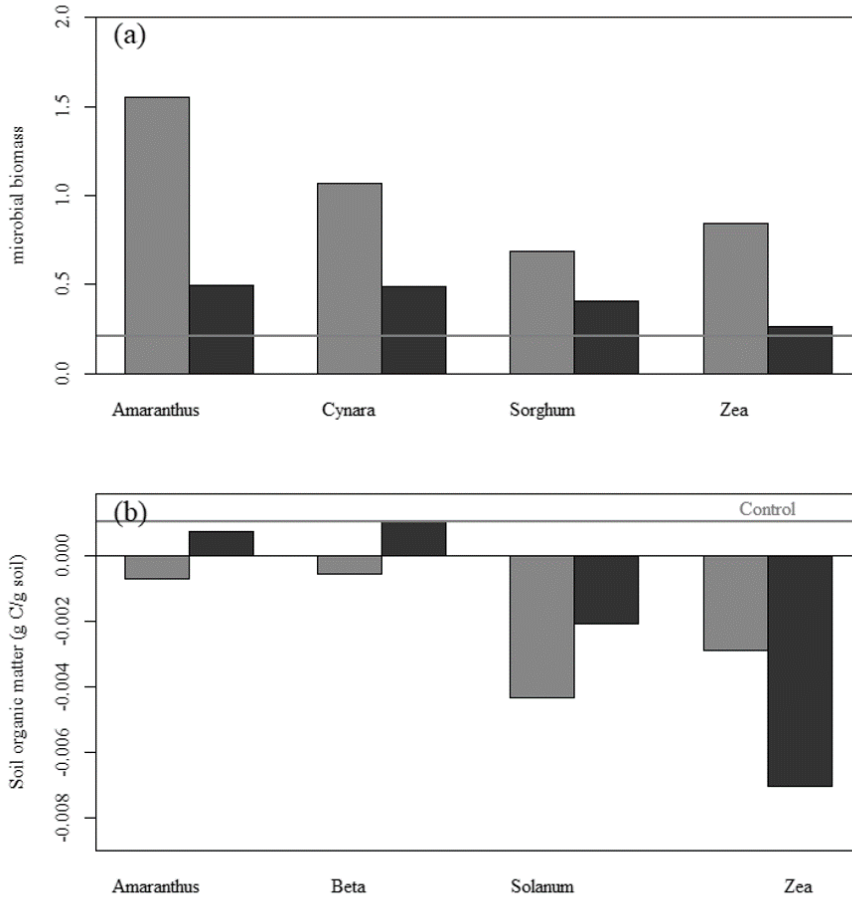 (a)
microbial biomass
2.0
1.5
1.0
0.5
0.0
Amaranthus Cynara Sorghum Zea
(b)
Control
Soil organic matter (g C/g soil)
0.000
-0.002
-0.004
-0.006
-0.008
Amaranthus Beta Solanum Zea